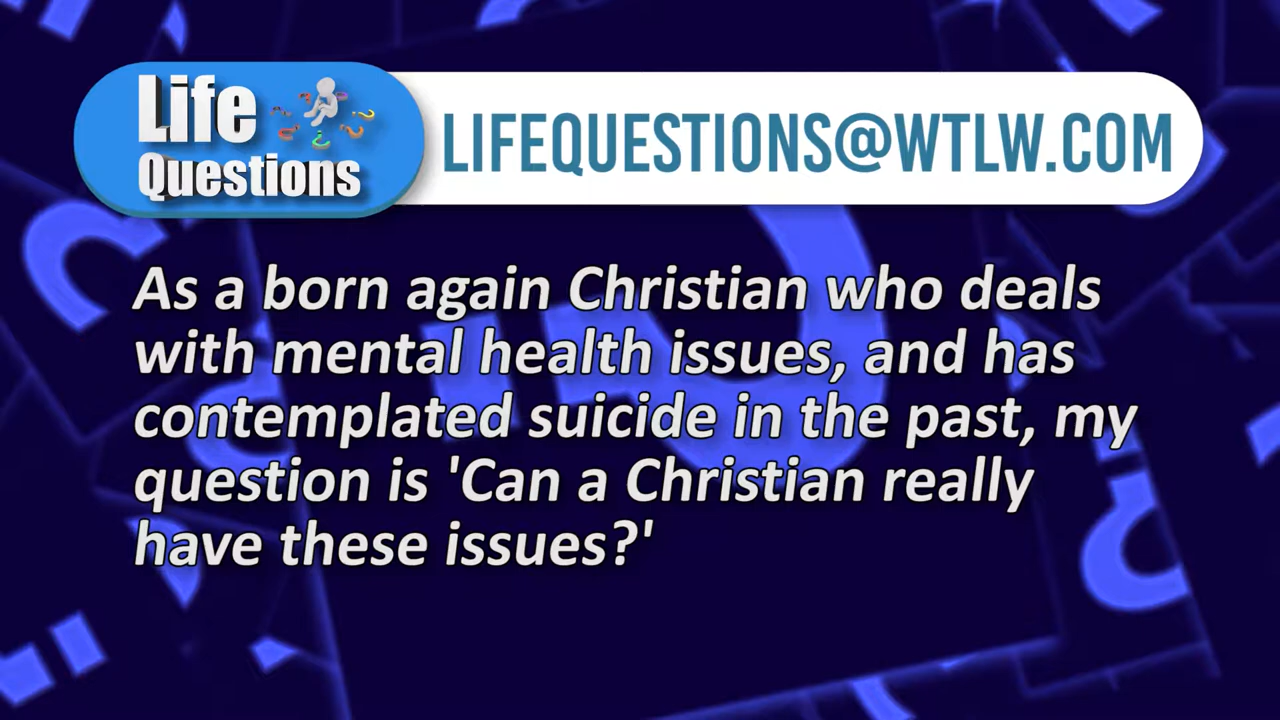 Life
Questions
LIFEQUESTIONS@WTLW.COM
As a born again Christian who deals
with mental health issues, and has
contemplated suicide in the past, my
question is 'Can a Christian really
have these issues?'